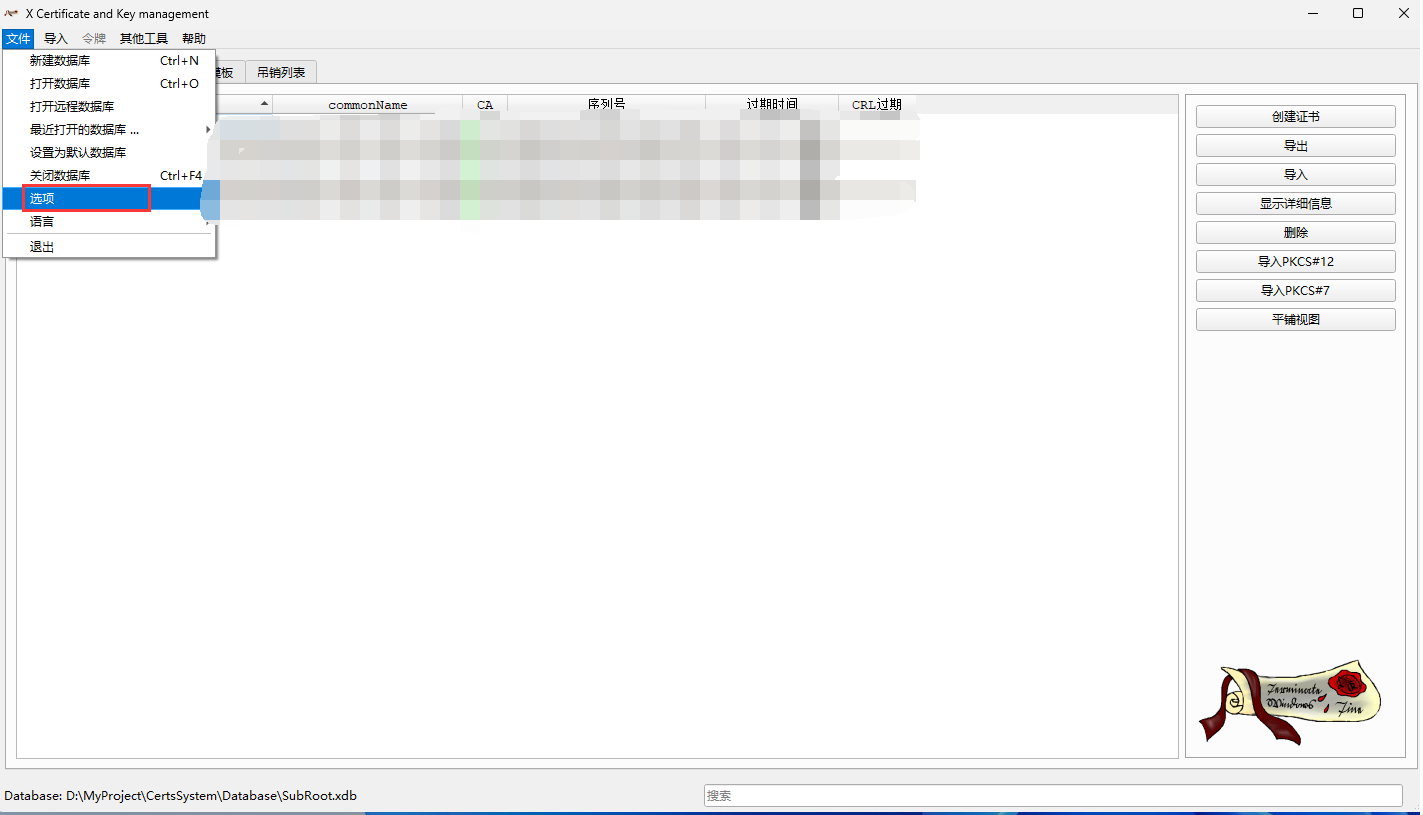 X Certificate and Key management
文件 导入 令牌 其他工具 帮助
新建数据库 Ctrl+N
打开数据库 Ctrl+O
打开远程数据库
最近打开的数据库 ...
设置为默认数据库
关闭数据库 Ctrl+F4
选项
语言
退出
模板 吊销列表
commonName CA 序列号 过期时间 CRL过期
创建证书
导出
导入
显示详细信息
删除
导入PKCS#12
导入PKCS#7
平铺视图
Terminate
Windows Fine
Database: D:\MyProject\CertsSystem\Database\SubRoot.xdb
搜索